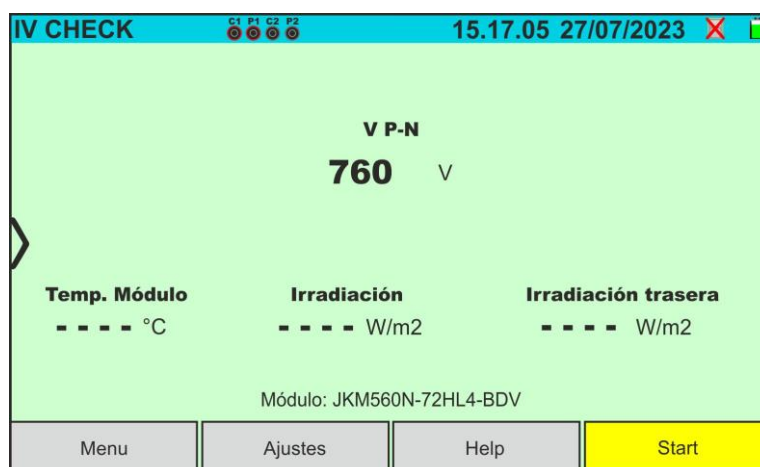 IV CHECK C1 P1 C2 P2 15.17.05 27/07/2023
V P-N
760 V
Temp. Módulo Irradiación Irradiación trasera
- - - - °C - - - - W/m2 - - - - W/m2
Módulo: JKM560N-72HL4-BDV
Menu Ajustes Help Start